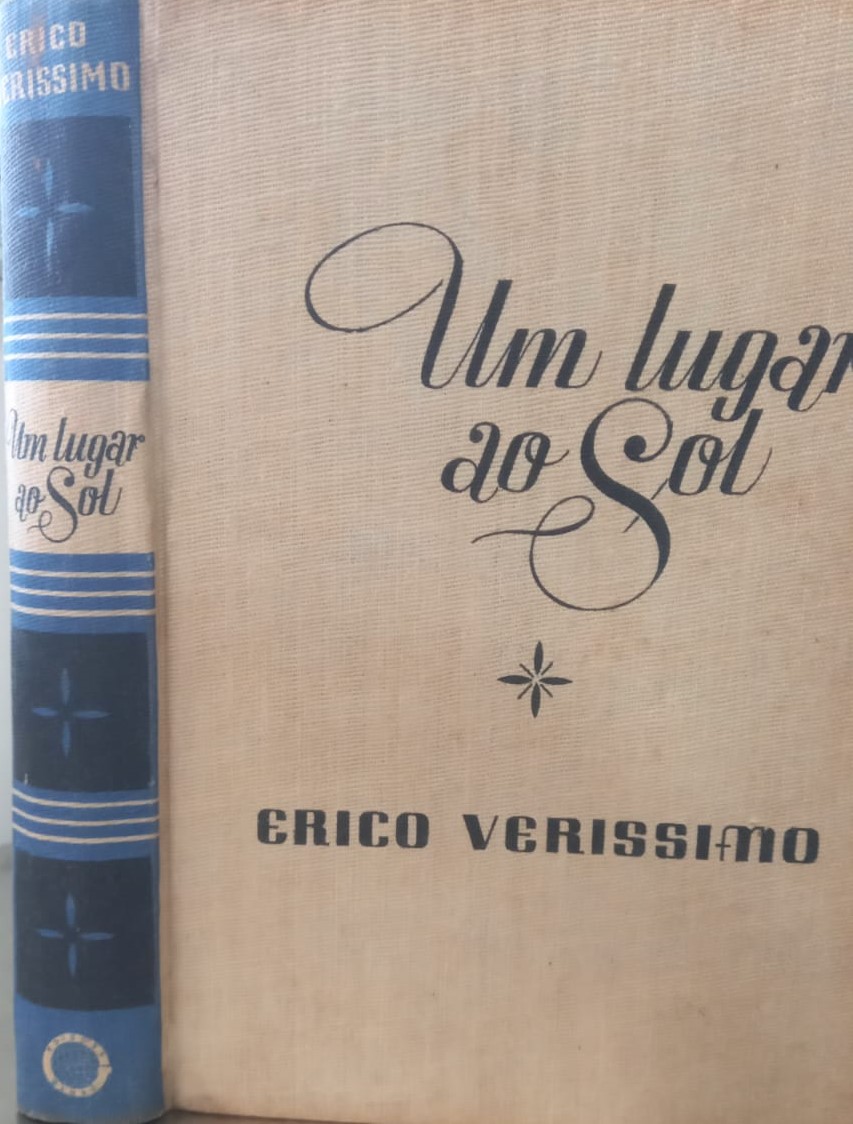 ERICO
VERISSIMO
Um lugar
ao Sol
Um lugar
ao Sol
ERICO VERISSIMO